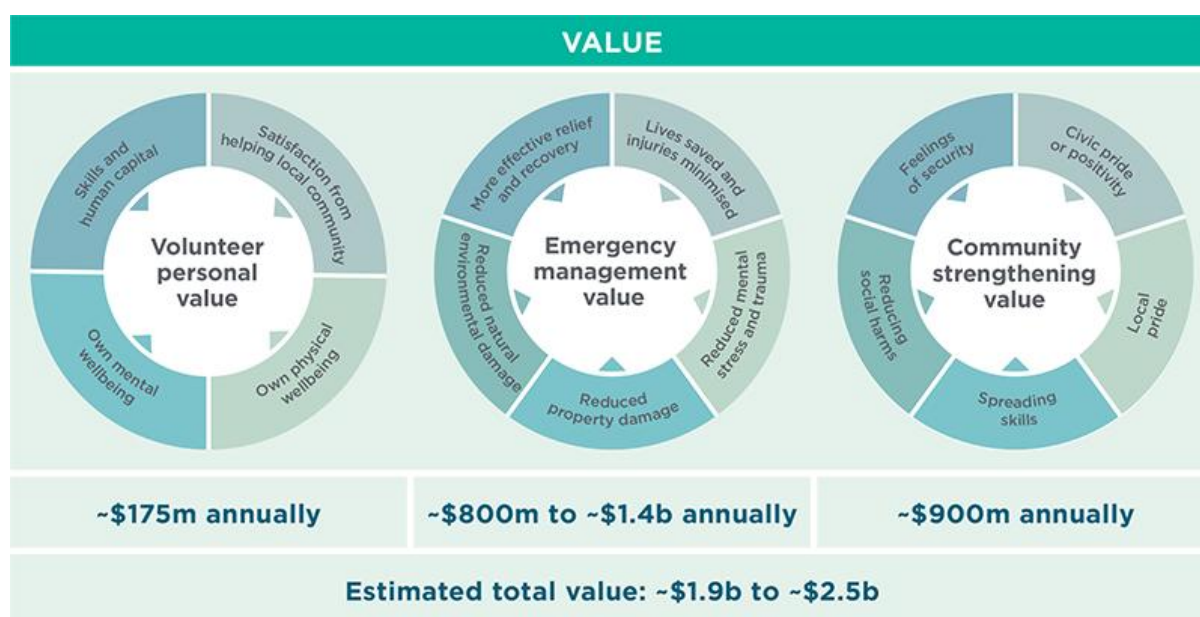 VALUE
Skills and
human capital
Satisfaction from
helping local community
Own mental
wellbeing
Own physical
wellbeing
Volunteer
personal
value
More effective relief
and recovery
Lives saved and
injuries minimised
Reduced natural
environmental damage
Reduced mental
stress and trauma
Reduced
property damage
Emergency
management
value
Feelings
of security
Civic pride
or positivity
Reducing
social harms
Local
pride
Spreading
skills
Community
strengthening
value
~$175m annually
~$800m to ~$1.4b annually
~$900m annually
Estimated total value: ~$1.9b to ~$2.5b